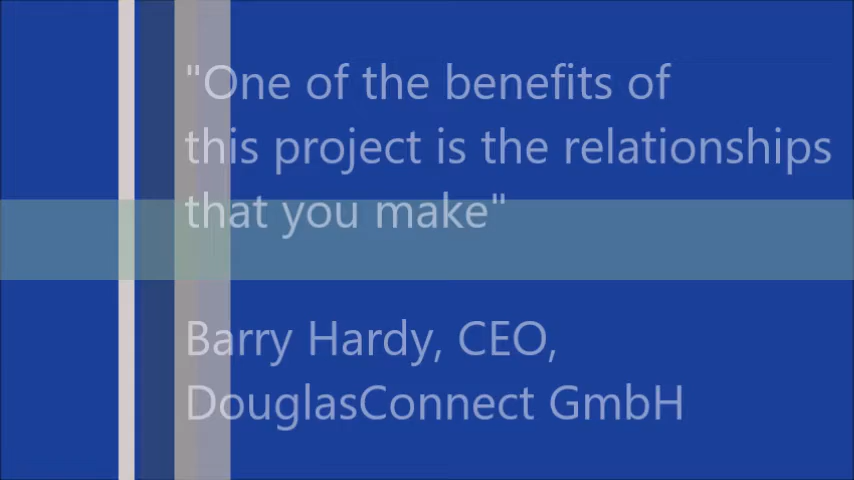 "One of the benefits of
this project is the relationships
that you make"
Barry Hardy, CEO,
DouglasConnect GmbH